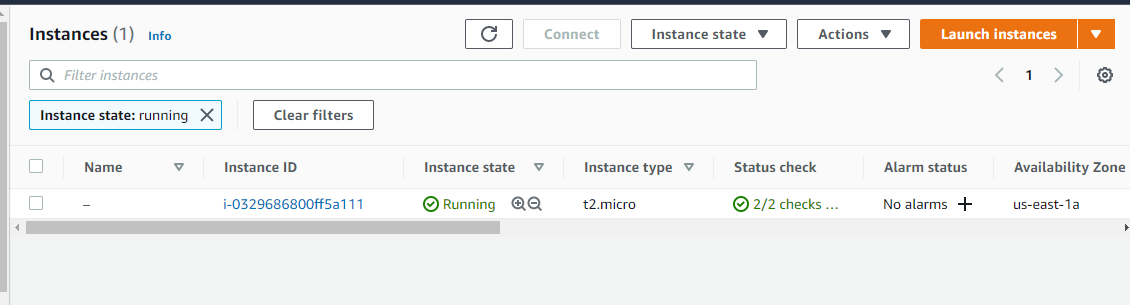 Instances (1) Info Connect Instance state Actions Launch instances
Filter instances 1
Instance state: running Clear filters
Name Instance ID Instance state Instance type Status check Alarm status Availability Zone
– i-0329686800ff5a111 Running t2.micro 2/2 checks ... No alarms us-east-1a